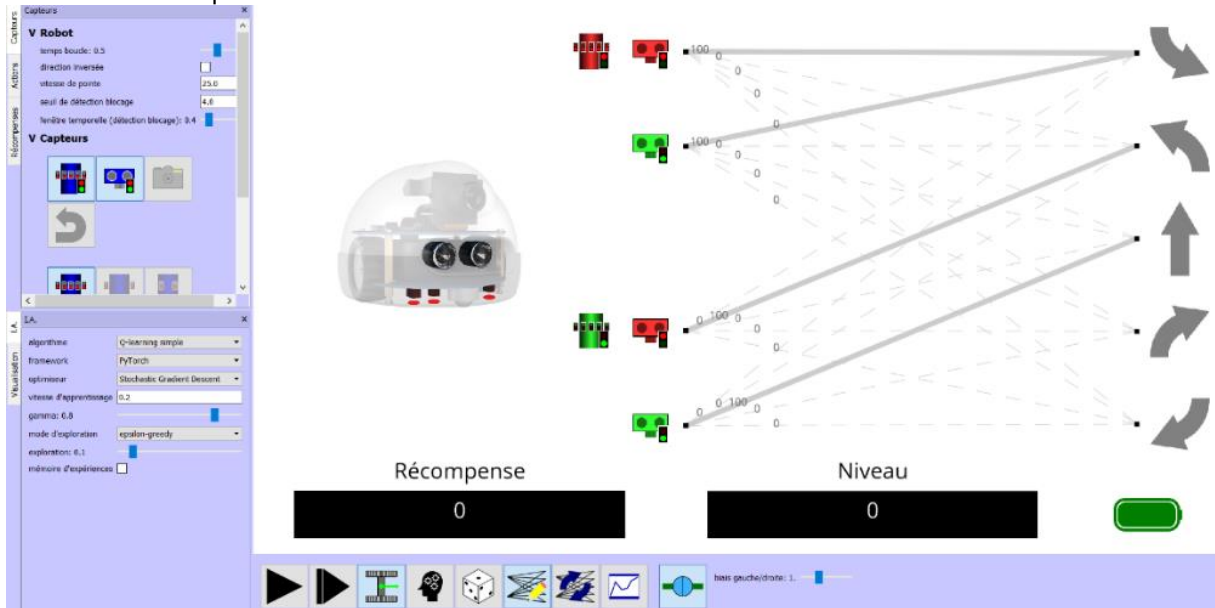 Capteurs
Capteurs
Actions
Récompenses
V Robot
temps boucle: 0.5
direction inversée
vitesse de pointe 25.0
seuil de détection blocage 4.0
fenêtre temporelle (détection blocage): 0.4
V Capteurs
I.A.
I.A.
Visualisation
algorithme Q-learning simple
framework PyTorch
optimiseur Stochastic Gradient Descent
vitesse d'apprentissage 0.2
gamma: 0.8
mode d'exploration epsilon-greedy
exploration: 0.1
mémoire d'expériences
100 0 0 0 0
100 0 0 0 0
0 100 0 0 0
0 0 100 0 0
Récompense
0
Niveau
0
biais gauche/droite: 1.